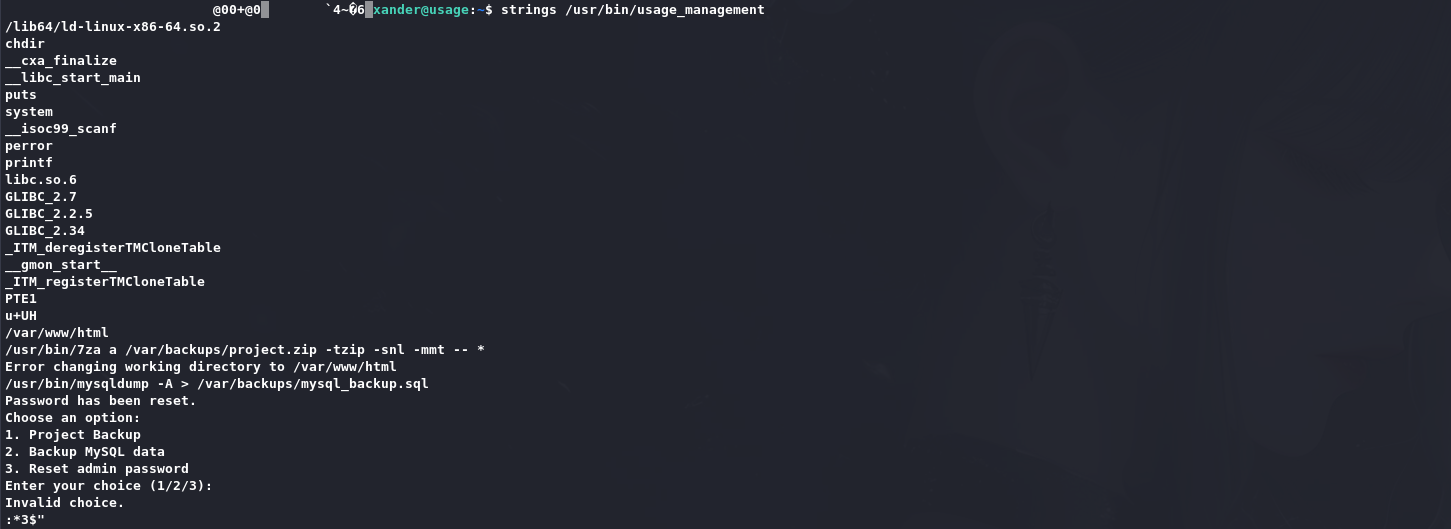 @00+@0 `4~�6 xander@usage:~$ strings /usr/bin/usage_management
/lib64/ld-linux-x86-64.so.2
chdir
__cxa_finalize
__libc_start_main
puts
system
__isoc99_scanf
perror
printf
libc.so.6
GLIBC_2.7
GLIBC_2.2.5
GLIBC_2.34
_ITM_deregisterTMCloneTable
__gmon_start__
_ITM_registerTMCloneTable
PTE1
u+UH
/var/www/html
/usr/bin/7za a /var/backups/project.zip -tzip -snl -mmt -- *
Error changing working directory to /var/www/html
/usr/bin/mysqldump -A > /var/backups/mysql_backup.sql
Password has been reset.
Choose an option:
1. Project Backup
2. Backup MySQL data
3. Reset admin password
Enter your choice (1/2/3):
Invalid choice.
:*3$"